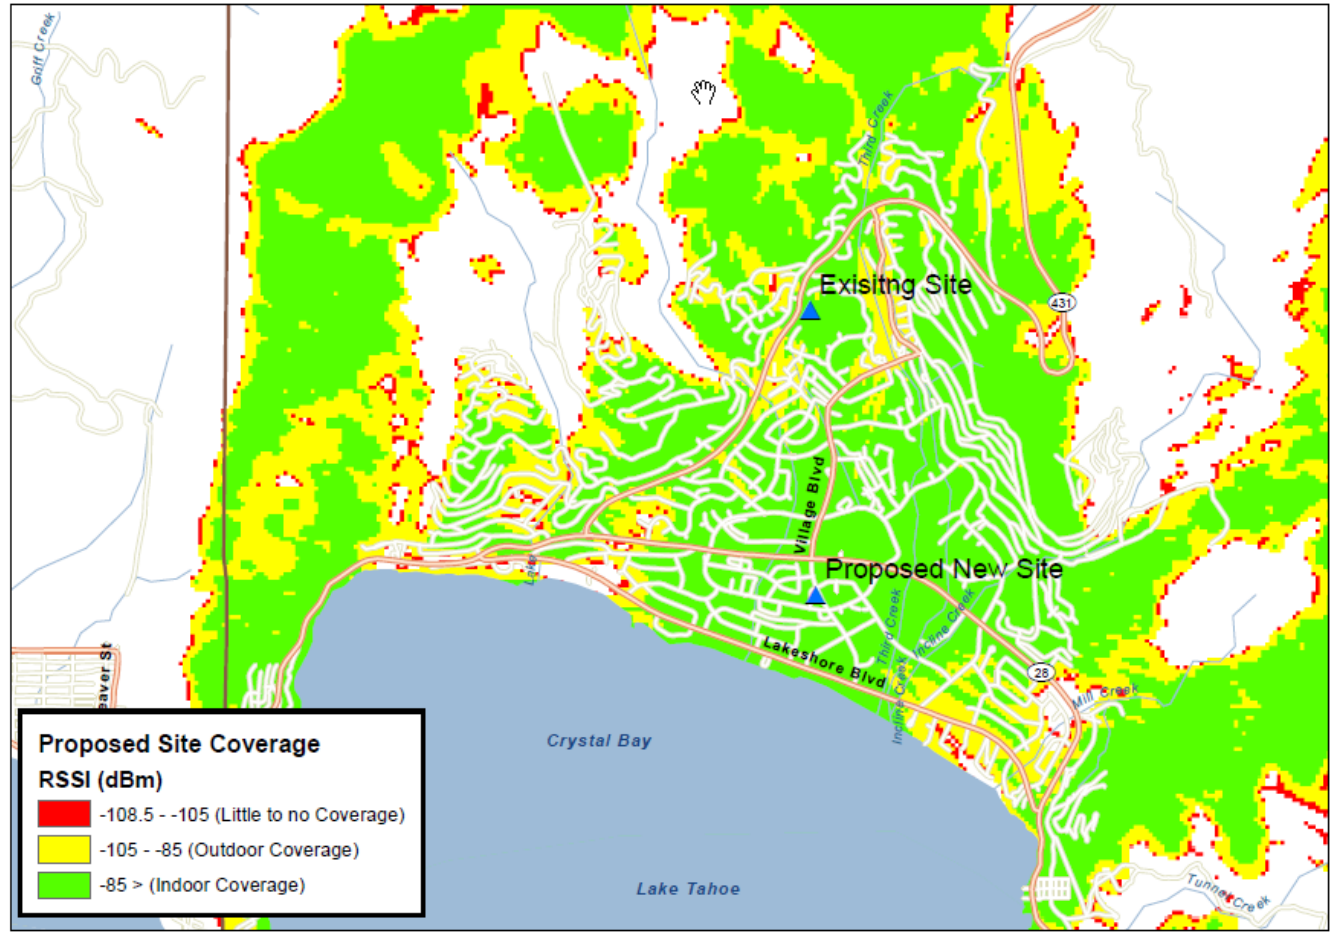 Griff Creek
Third Creek
Exisitng Site
431
Village Blvd
Lake
Proposed New Site
Third Creek
Incline Creek
Lakeshore Blvd
28
Incline Creek
Mill Creek
eaver St
Crystal Bay
Lake Tahoe
Tunnel Creek
Proposed Site Coverage
RSSI (dBm)
-108.5 - -105 (Little to no Coverage)
-105 - -85 (Outdoor Coverage)
-85 > (Indoor Coverage)